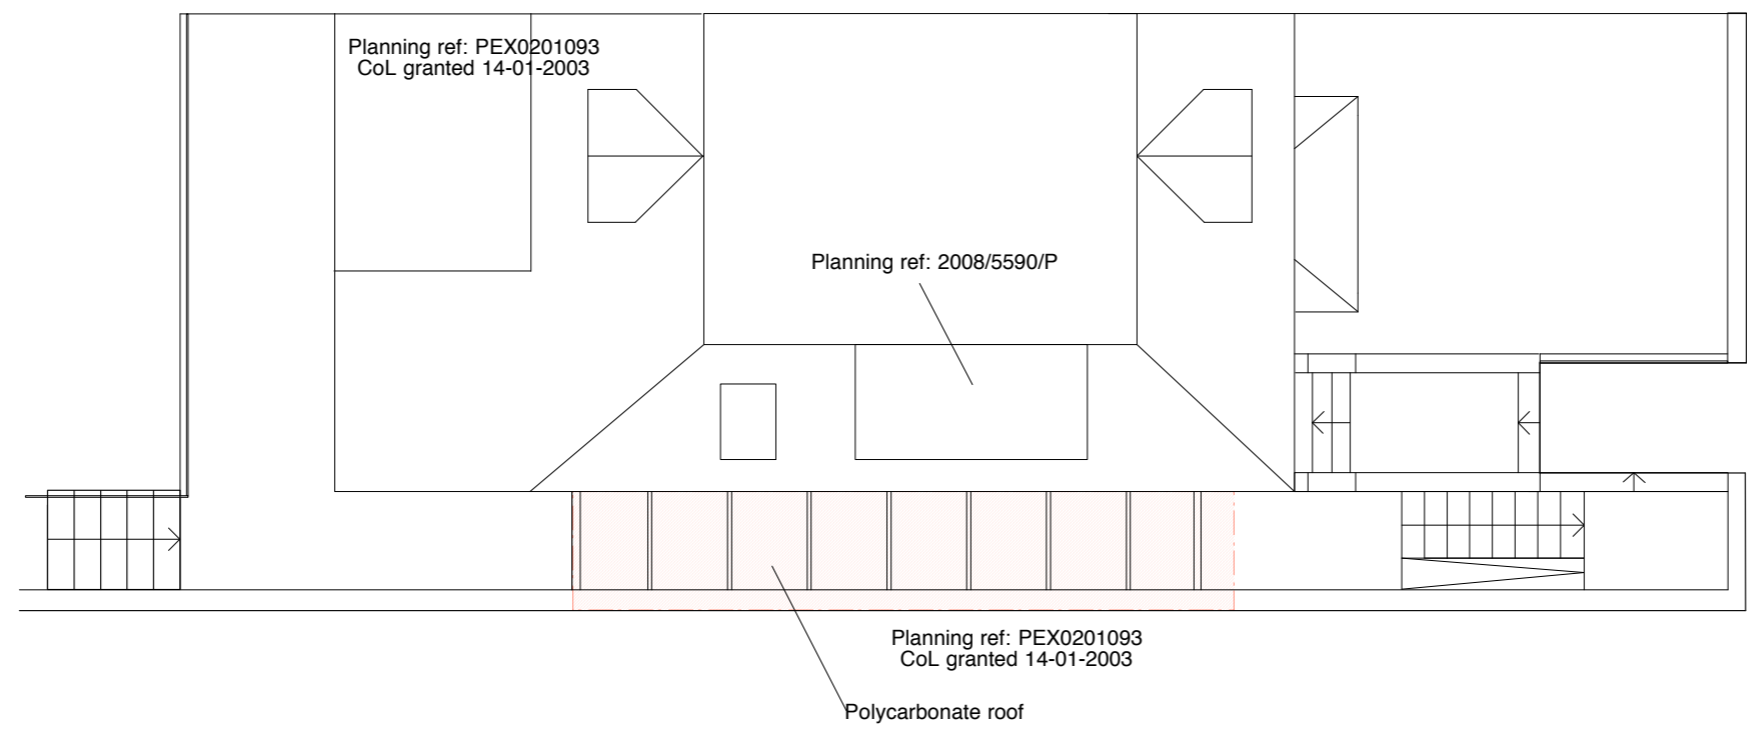 Planning ref: PEX0201093
CoL granted 14-01-2003
Planning ref: 2008/5590/P
Planning ref: PEX0201093
CoL granted 14-01-2003
Polycarbonate roof